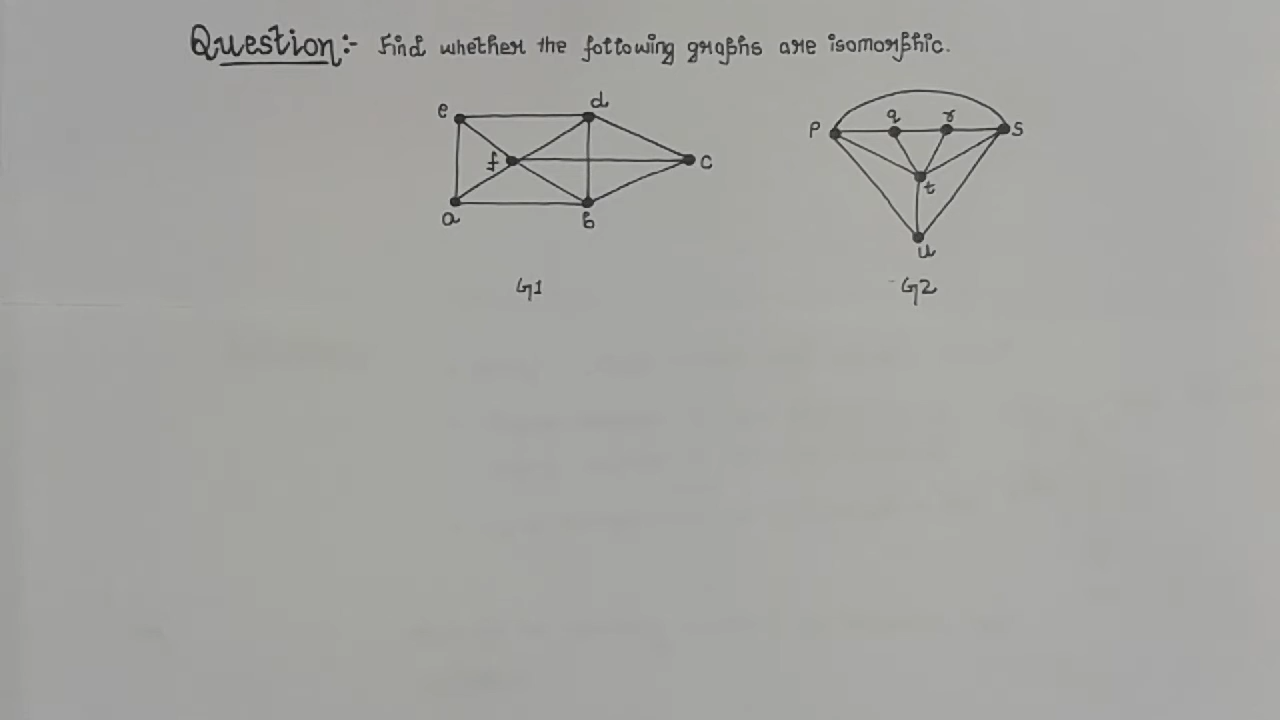 Question:- Find whether the following graphs are isomorphic.
e d p q r s
f c t
a b u
G1 G2